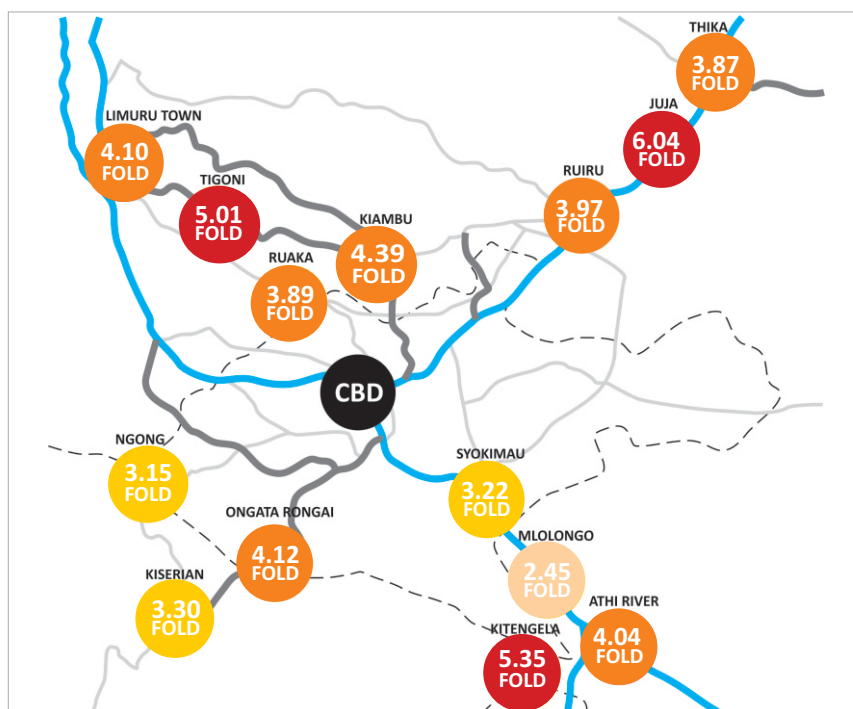 THIKA
3.87
FOLD
JUJA
6.04
FOLD
LIMURU TOWN
4.10
FOLD
TIGONI
5.01
FOLD
RUIRU
3.97
FOLD
KIAMBU
4.39
FOLD
RUAKA
3.89
FOLD
CBD
NGONG
3.15
FOLD
SYOKIMAU
3.22
FOLD
ONGATA RONGAI
4.12
FOLD
MLOLONGO
2.45
FOLD
KISERIAN
3.30
FOLD
ATHI RIVER
4.04
FOLD
KITENGELA
5.35
FOLD